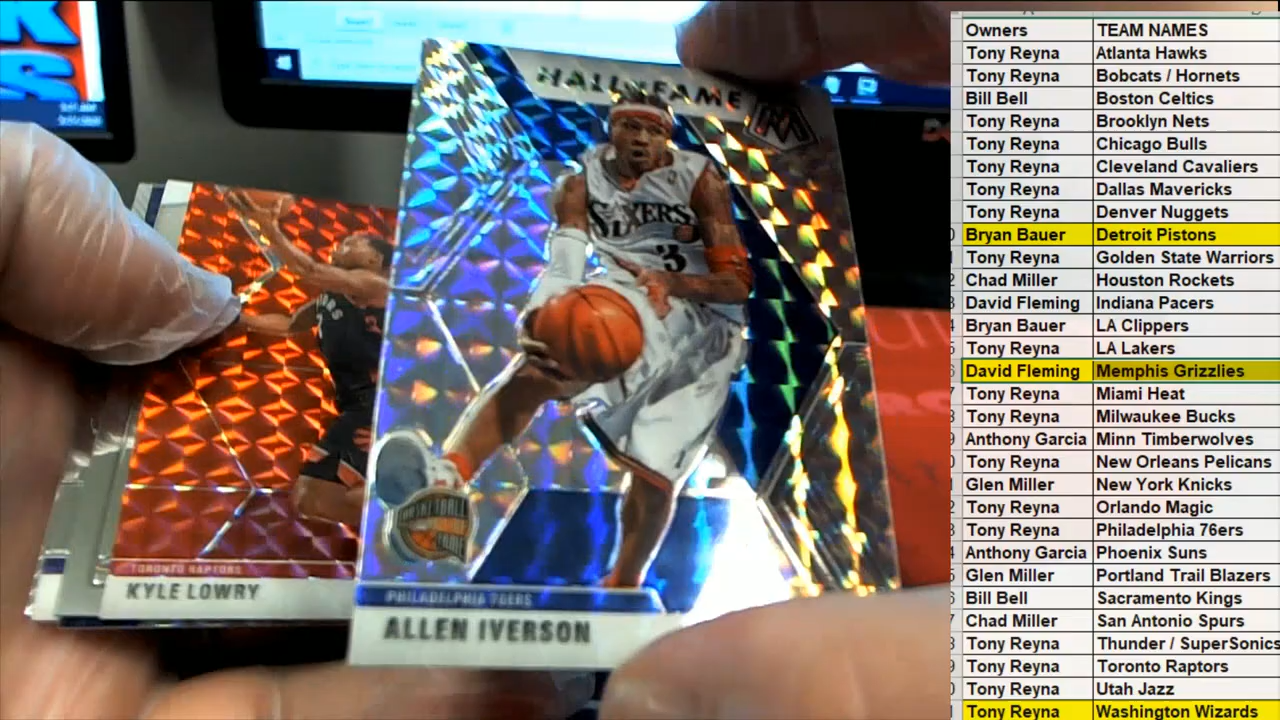 HALL OF FAME
SIXERS
3
BASKETBALL
FAME
PHILADELPHIA 76ERS
ALLEN IVERSON
TORONTO RAPTORS
KYLE LOWRY
Owners TEAM NAMES
Tony Reyna Atlanta Hawks
Tony Reyna Bobcats / Hornets
Bill Bell Boston Celtics
Tony Reyna Brooklyn Nets
Tony Reyna Chicago Bulls
Tony Reyna Cleveland Cavaliers
Tony Reyna Dallas Mavericks
Tony Reyna Denver Nuggets
Bryan Bauer Detroit Pistons
Tony Reyna Golden State Warriors
Chad Miller Houston Rockets
David Fleming Indiana Pacers
Bryan Bauer LA Clippers
Tony Reyna LA Lakers
David Fleming Memphis Grizzlies
Tony Reyna Miami Heat
Tony Reyna Milwaukee Bucks
Anthony Garcia Minn Timberwolves
Tony Reyna New Orleans Pelicans
Glen Miller New York Knicks
Tony Reyna Orlando Magic
Tony Reyna Philadelphia 76ers
Anthony Garcia Phoenix Suns
Glen Miller Portland Trail Blazers
Bill Bell Sacramento Kings
Chad Miller San Antonio Spurs
Tony Reyna Thunder / SuperSonics
Tony Reyna Toronto Raptors
Tony Reyna Utah Jazz
Tony Reyna Washington Wizards